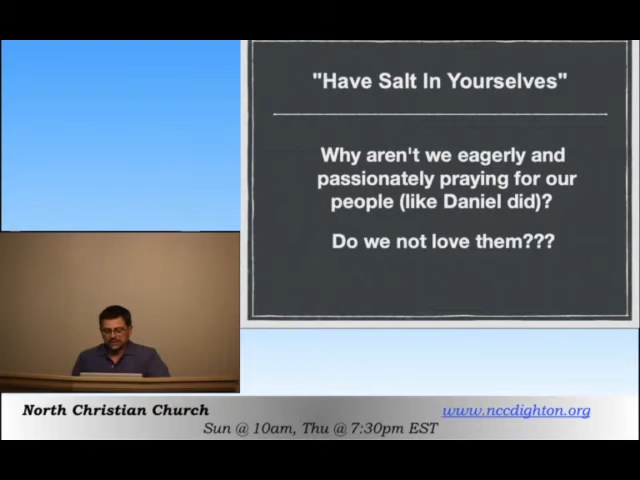 "Have Salt In Yourselves"
Why aren't we eagerly and
passionately praying for our
people (like Daniel did)?
Do we not love them???
North Christian Church
www.nccdighton.org
Sun @ 10am, Thu @ 7:30pm EST